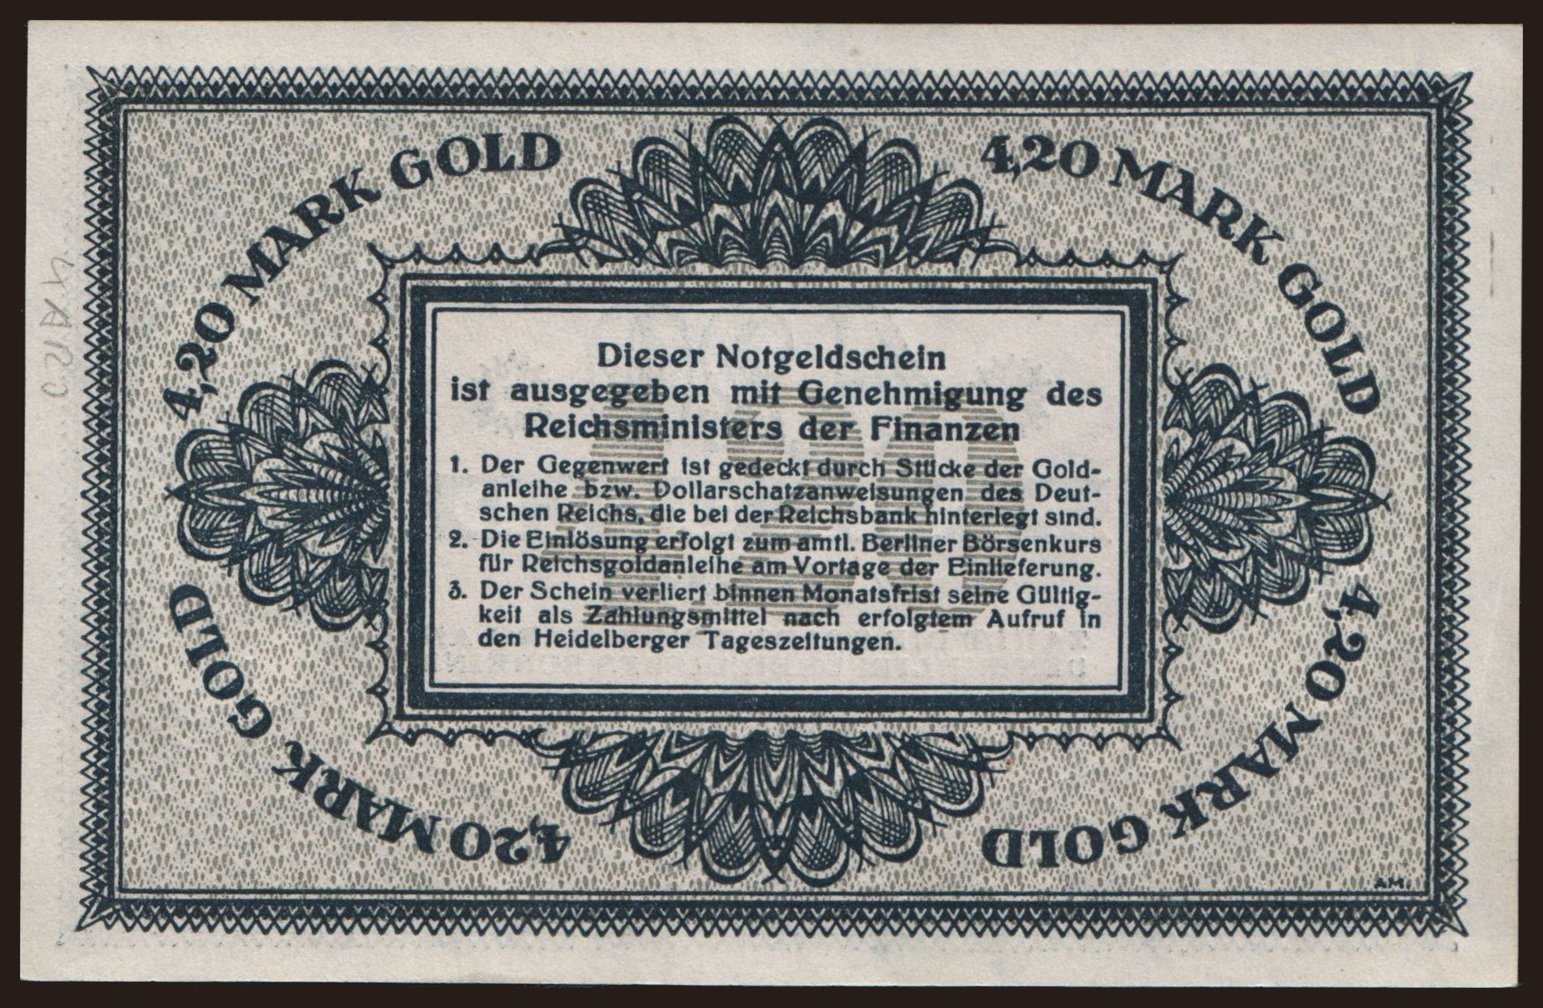 4,20 MARK GOLD
4,20 MARK GOLD
Dieser Notgeldschein
ist ausgegeben mit Genehmigung des
Reichsministers der Finanzen
1. Der Gegenwert ist gedeckt durch Stücke der Gold-
anleihe bzw. Dollarschatzanweisungen des Deut-
schen Reichs, die bei der Reichsbank hinterlegt sind.
2. Die Einlösung erfolgt zum amtl. Berliner Börsenkurs
für Reichsgoldanleihe am Vortage der Einlieferung.
3. Der Schein verliert binnen Monatsfrist seine Gültig-
keit als Zahlungsmittel nach erfolgtem Aufruf in
den Heidelberger Tageszeitungen.
4,20
4,20 MARK GOLD
4,20 MARK GOLD
AM.